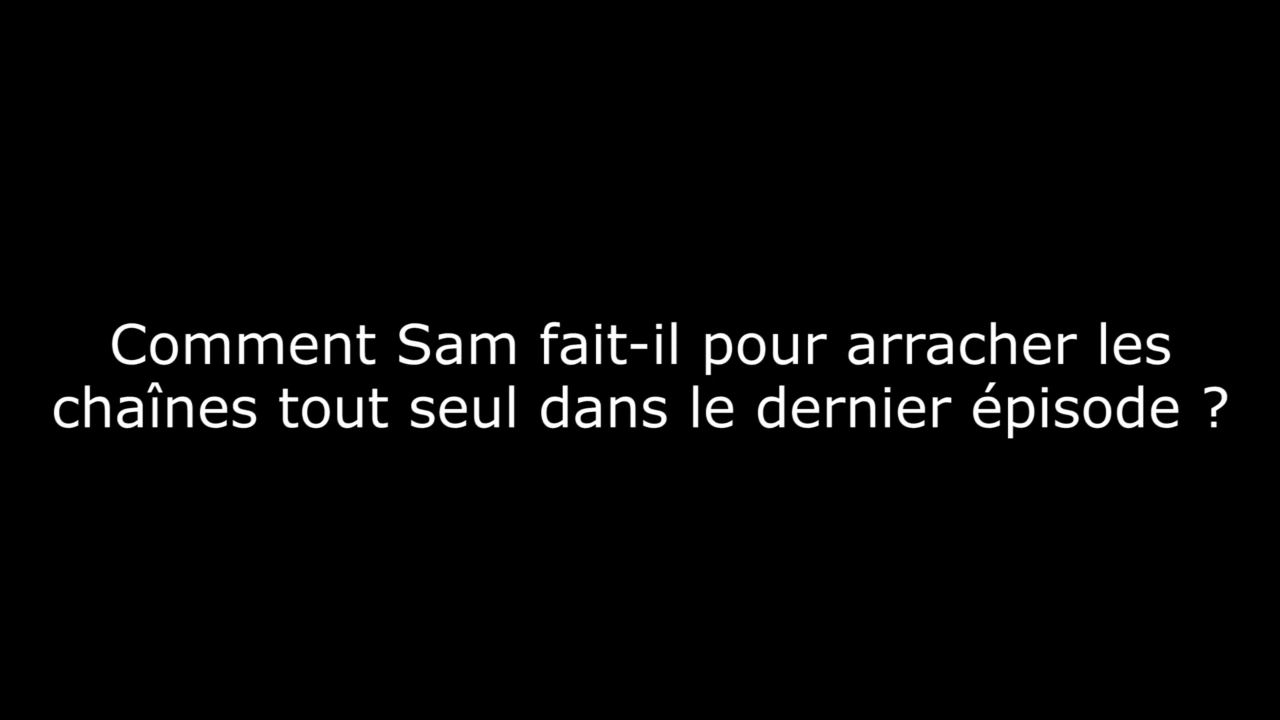 Comment Sam fait-il pour arracher les
chaînes tout seul dans le dernier épisode ?